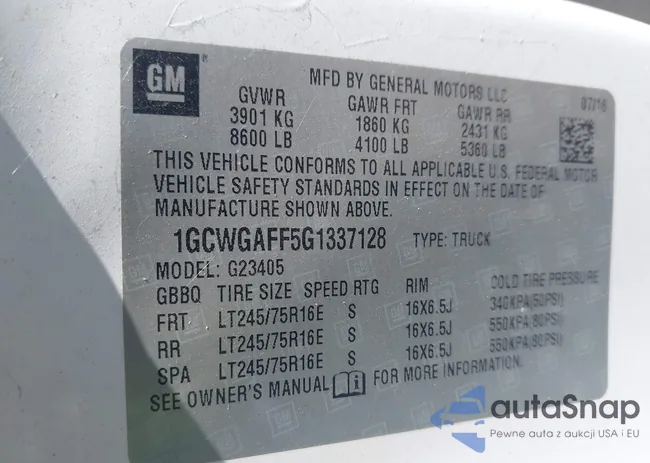 GM
MFD BY GENERAL MOTORS LLC
07/16
GVWR GAWR FRT GAWR RR
3901 KG 1860 KG 2431 KG
8600 LB 4100 LB 5360 LB
THIS VEHICLE CONFORMS TO ALL APPLICABLE U.S. FEDERAL MOTOR
VEHICLE SAFETY STANDARDS IN EFFECT ON THE DATE OF
MANUFACTURE SHOWN ABOVE.
1GCWGAFF5G1337128 TYPE: TRUCK
MODEL: G23405
GBBQ TIRE SIZE SPEED RTG RIM COLD TIRE PRESSURE
FRT LT245/75R16E S 16X6.5J 340KPA(50PSI)
RR LT245/75R16E S 16X6.5J 550KPA(80PSI)
SPA LT245/75R16E S 16X6.5J 550KPA(80PSI)
SEE OWNER'S MANUAL FOR MORE INFORMATION.
autaSnap
Pewne auta z aukcji USA i EU